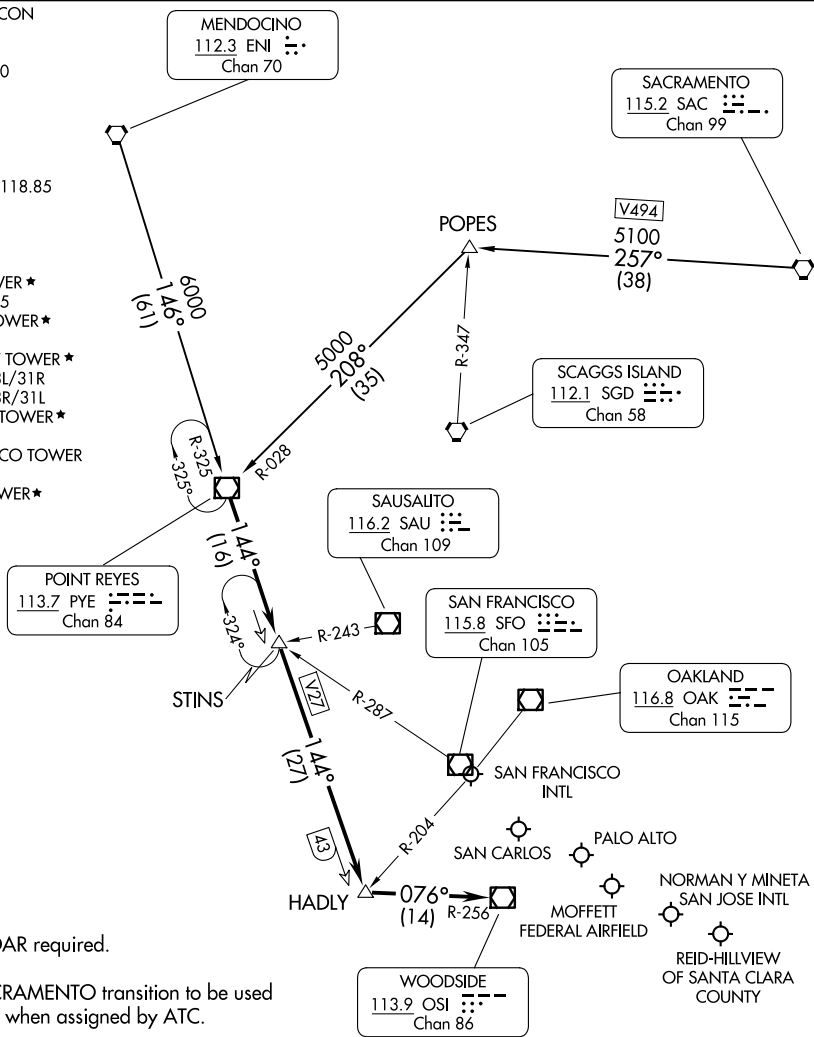 CON
MENDOCINO
112.3 ENI
Chan 70
0
SACRAMENTO
115.2 SAC
Chan 99
118.85
V494
POPES
5100
257°
(38)
6000
146°
(61)
VER★
5
OWER★
5000
208°
(35)
R-347
TOWER★
L/31R
R/31L
TOWER★
SCAGGS ISLAND
112.1 SGD
Chan 58
CO TOWER
R-325
325°
R-028
WER★
SAUSALITO
116.2 SAU
Chan 109
144°
(16)
POINT REYES
113.7 PYE
Chan 84
SAN FRANCISCO
115.8 SFO
Chan 105
324°
R-243
OAKLAND
116.8 OAK
Chan 115
STINS
V27
R-287
144°
(27)
SAN FRANCISCO
INTL
R-204
43
SAN CARLOS
PALO ALTO
HADLY
076°
(14)
R-256
MOFFETT
FEDERAL AIRFIELD
NORMAN Y MINETA
SAN JOSE INTL
REID-HILLVIEW
OF SANTA CLARA
COUNTY
DAR required.
WOODSIDE
113.9 OSI
Chan 86
CRAMENTO transition to be used
when assigned by ATC.